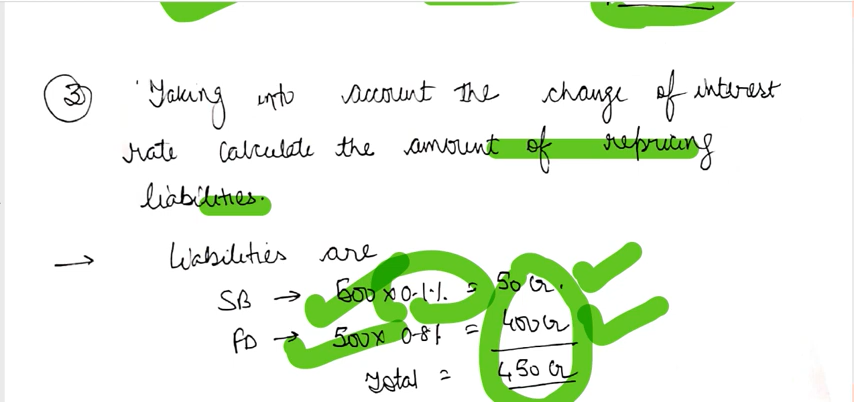 ③ Taking into account the change of interest
rate calculate the amount of repricing
liabilities.
→ Liabilities are
SB → 500 x 0.1% = 50 Cr.
FD → 500 x 0.8% = 400 Cr
Total = 450 Cr